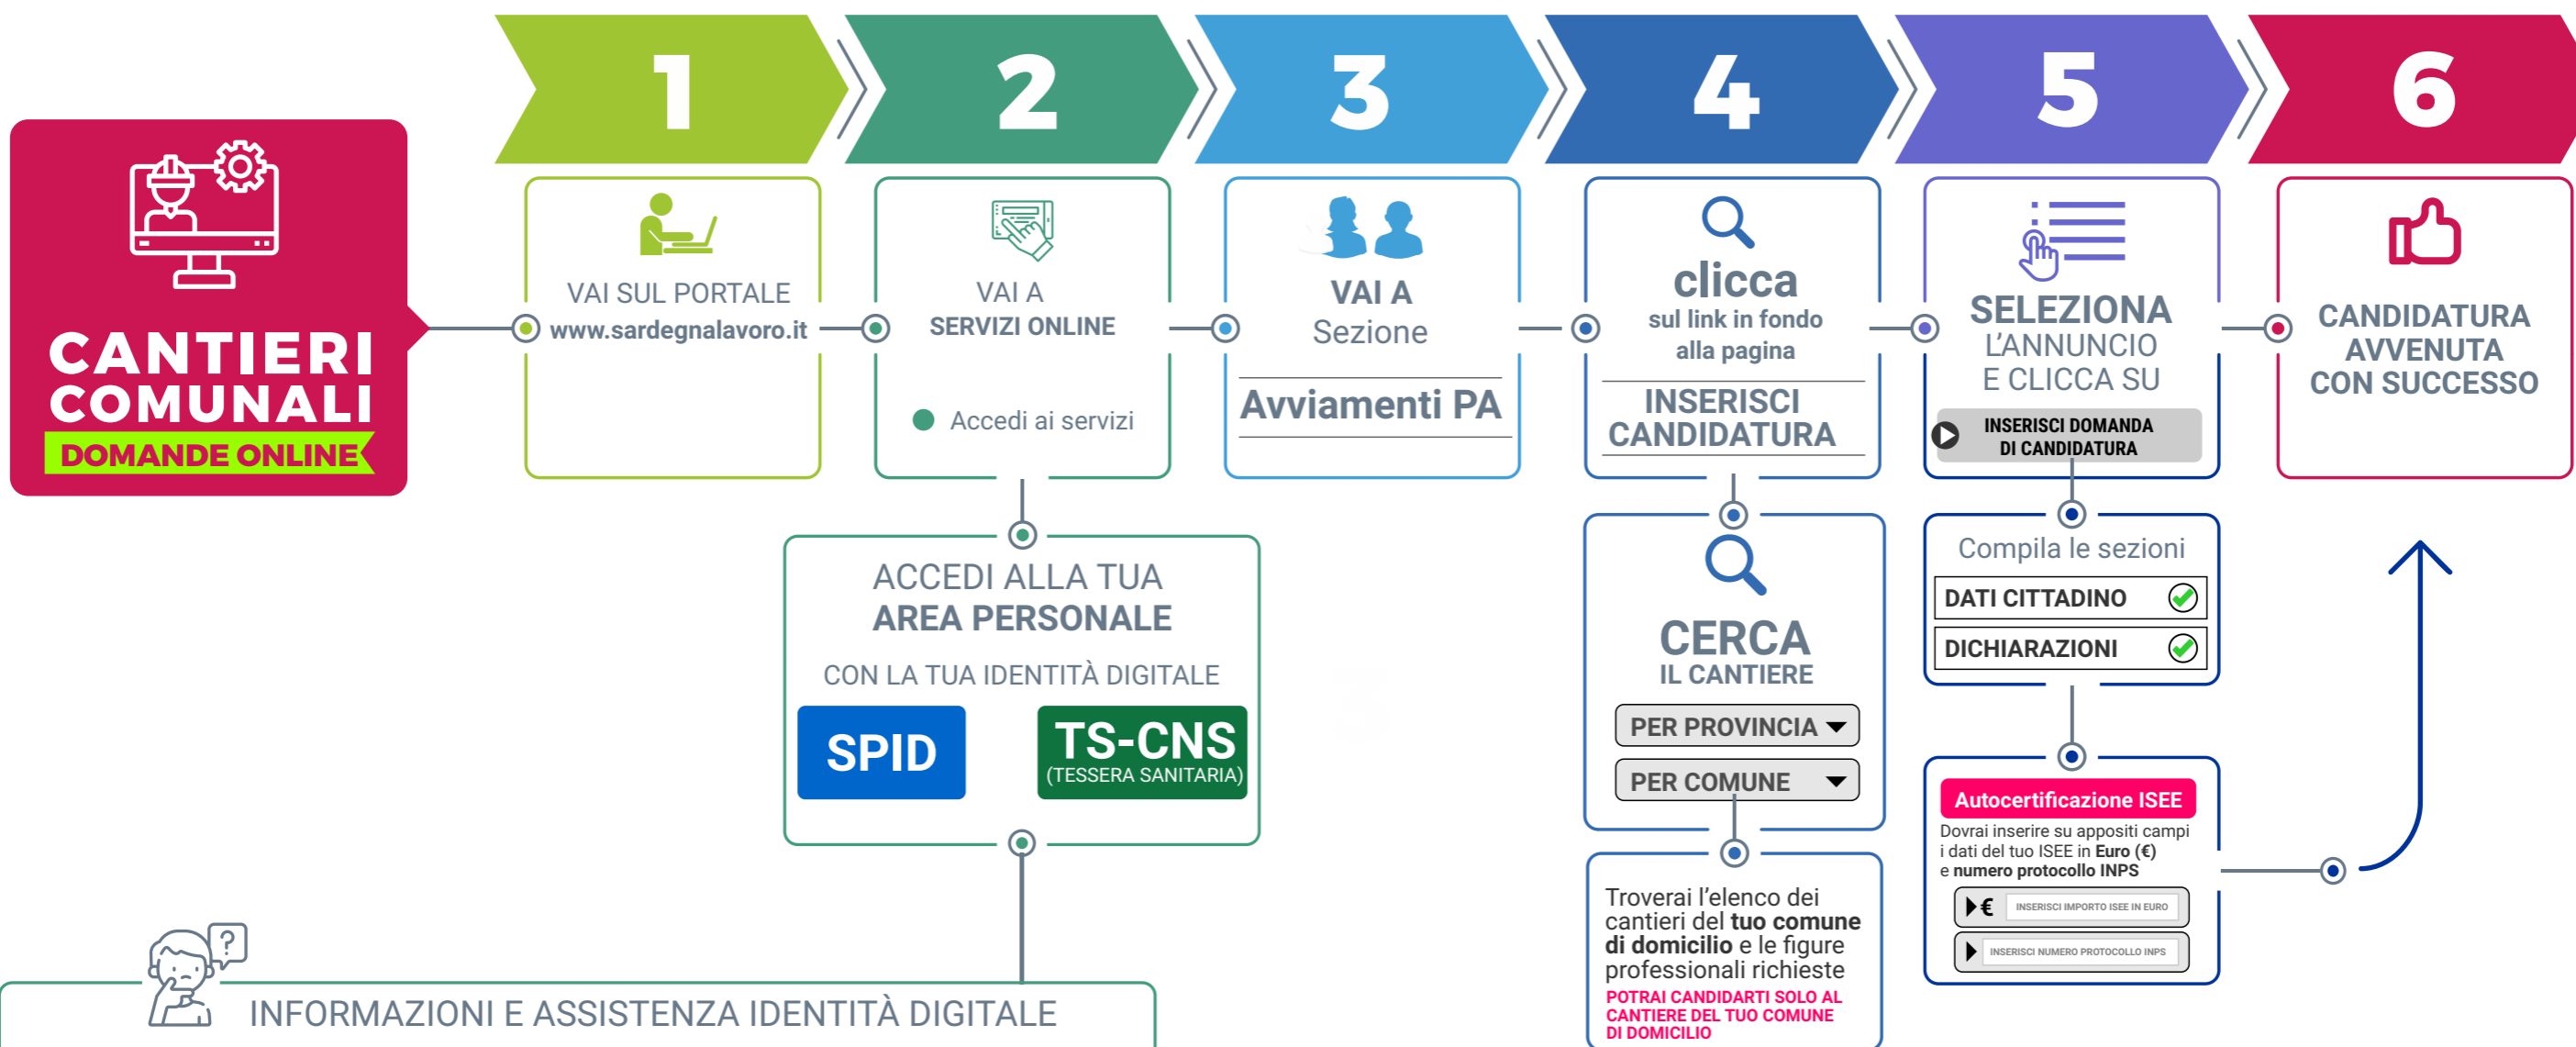 CANTIERI
COMUNALI
DOMANDE ONLINE
1
VAI SUL PORTALE
www.sardegnalavoro.it
2
VAI A
SERVIZI ONLINE
Accedi ai servizi
ACCEDI ALLA TUA
AREA PERSONALE
CON LA TUA IDENTITÀ DIGITALE
SPID
TS-CNS
(TESSERA SANITARIA)
?
INFORMAZIONI E ASSISTENZA IDENTITÀ DIGITALE
3
VAI A
Sezione
Avviamenti PA
4
clicca
sul link in fondo
alla pagina
INSERISCI
CANDIDATURA
CERCA
IL CANTIERE
PER PROVINCIA
PER COMUNE
Troverai l'elenco dei
cantieri del tuo comune
di domicilio e le figure
professionali richieste
POTRAI CANDIDARTI SOLO AL
CANTIERE DEL TUO COMUNE
DI DOMICILIO
5
SELEZIONA
L'ANNUNCIO
E CLICCA SU
INSERISCI DOMANDA
DI CANDIDATURA
Compila le sezioni
DATI CITTADINO
DICHIARAZIONI
Autocertificazione ISEE
Dovrai inserire su appositi campi
i dati del tuo ISEE in Euro (€)
e numero protocollo INPS
€ INSERISCI IMPORTO ISEE IN EURO
INSERISCI NUMERO PROTOCOLLO INPS
6
CANDIDATURA
AVVENUTA
CON SUCCESSO